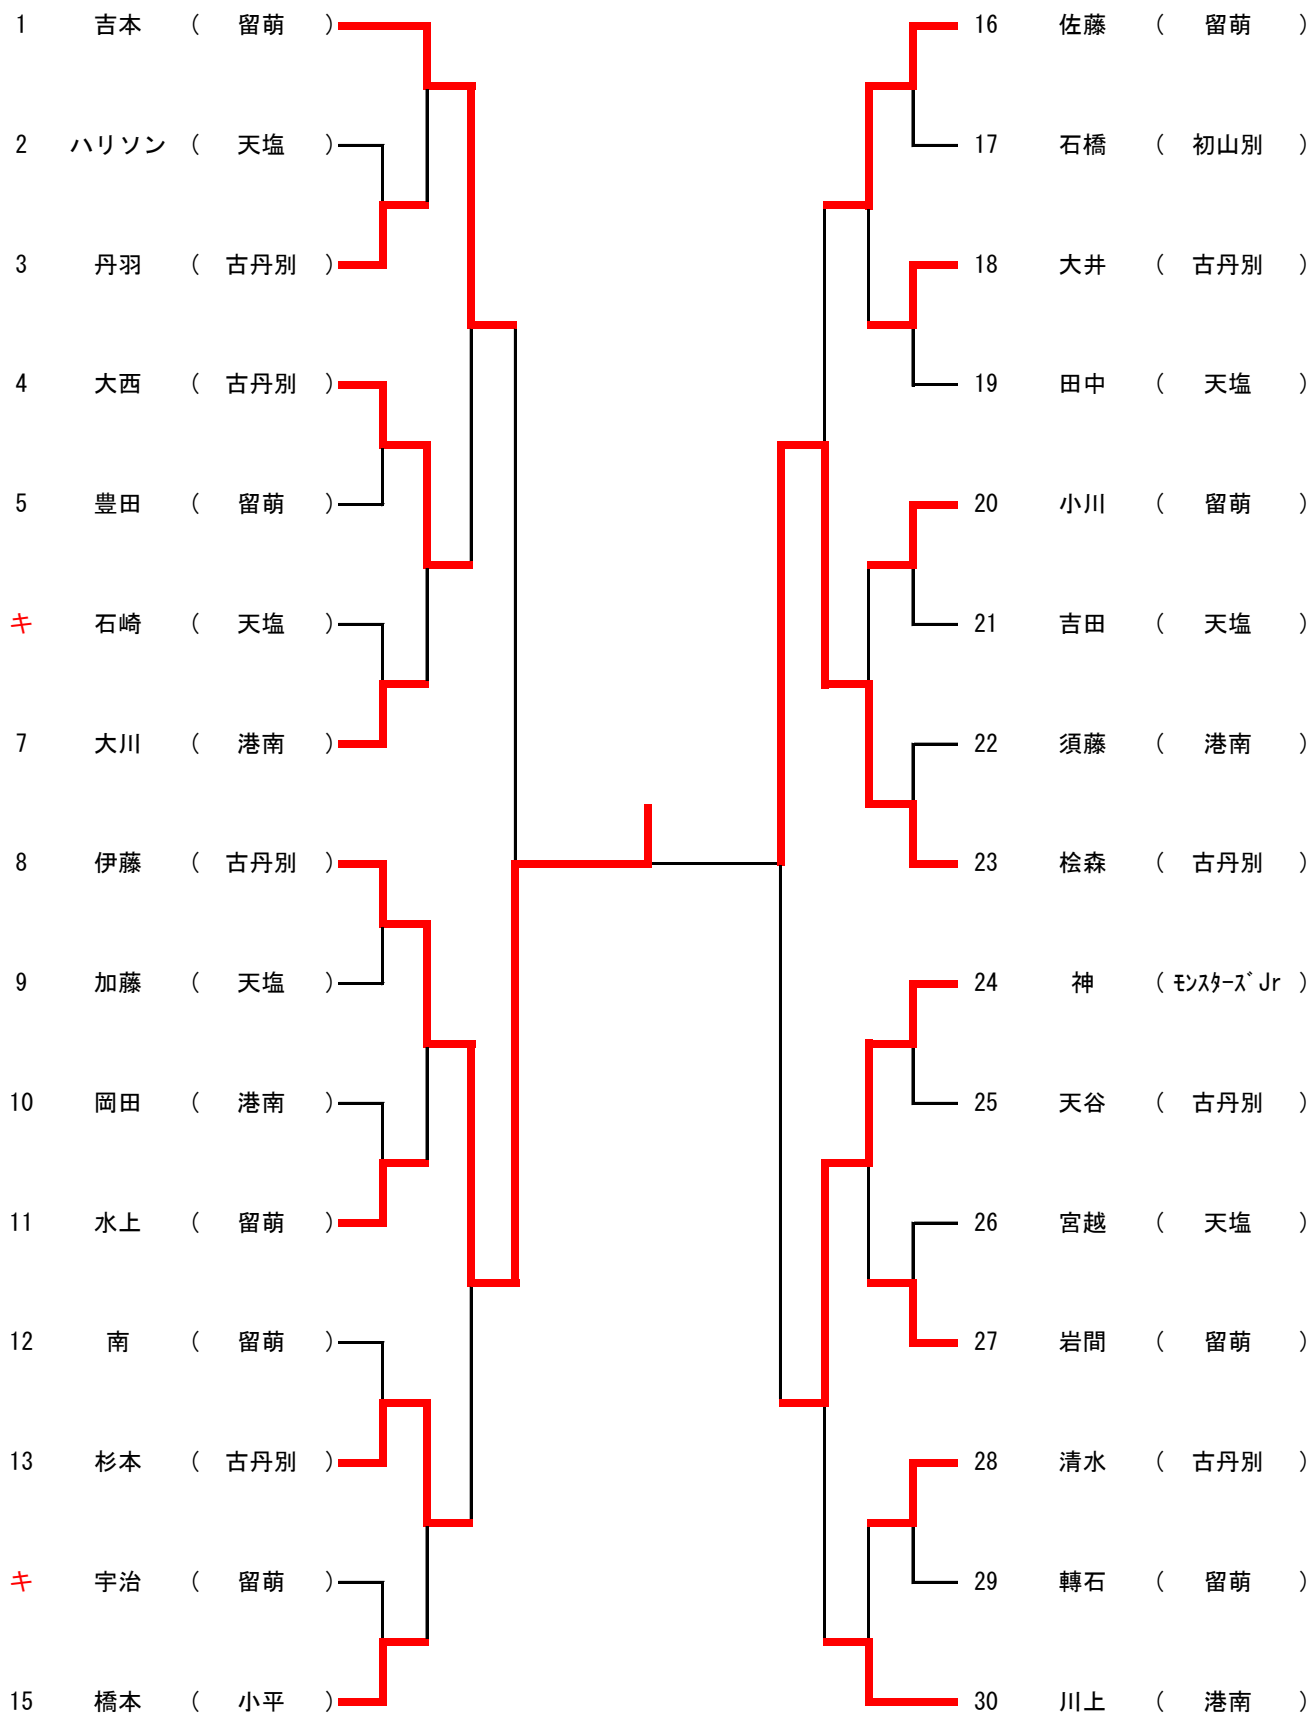 1 吉本 ( 留萌 )
2 ハリソン ( 天塩 )
3 丹羽 ( 古丹別 )
4 大西 ( 古丹別 )
5 豊田 ( 留萌 )
キ 石崎 ( 天塩 )
7 大川 ( 港南 )
8 伊藤 ( 古丹別 )
9 加藤 ( 天塩 )
10 岡田 ( 港南 )
11 水上 ( 留萌 )
12 南 ( 留萌 )
13 杉本 ( 古丹別 )
キ 宇治 ( 留萌 )
15 橋本 ( 小平 )
16 佐藤 ( 留萌 )
17 石橋 ( 初山別 )
18 大井 ( 古丹別 )
19 田中 ( 天塩 )
20 小川 ( 留萌 )
21 吉田 ( 天塩 )
22 須藤 ( 港南 )
23 桧森 ( 古丹別 )
24 神 ( ﾓﾝｽﾀｰｽﾞJr )
25 天谷 ( 古丹別 )
26 宮越 ( 天塩 )
27 岩間 ( 留萌 )
28 清水 ( 古丹別 )
29 轉石 ( 留萌 )
30 川上 ( 港南 )